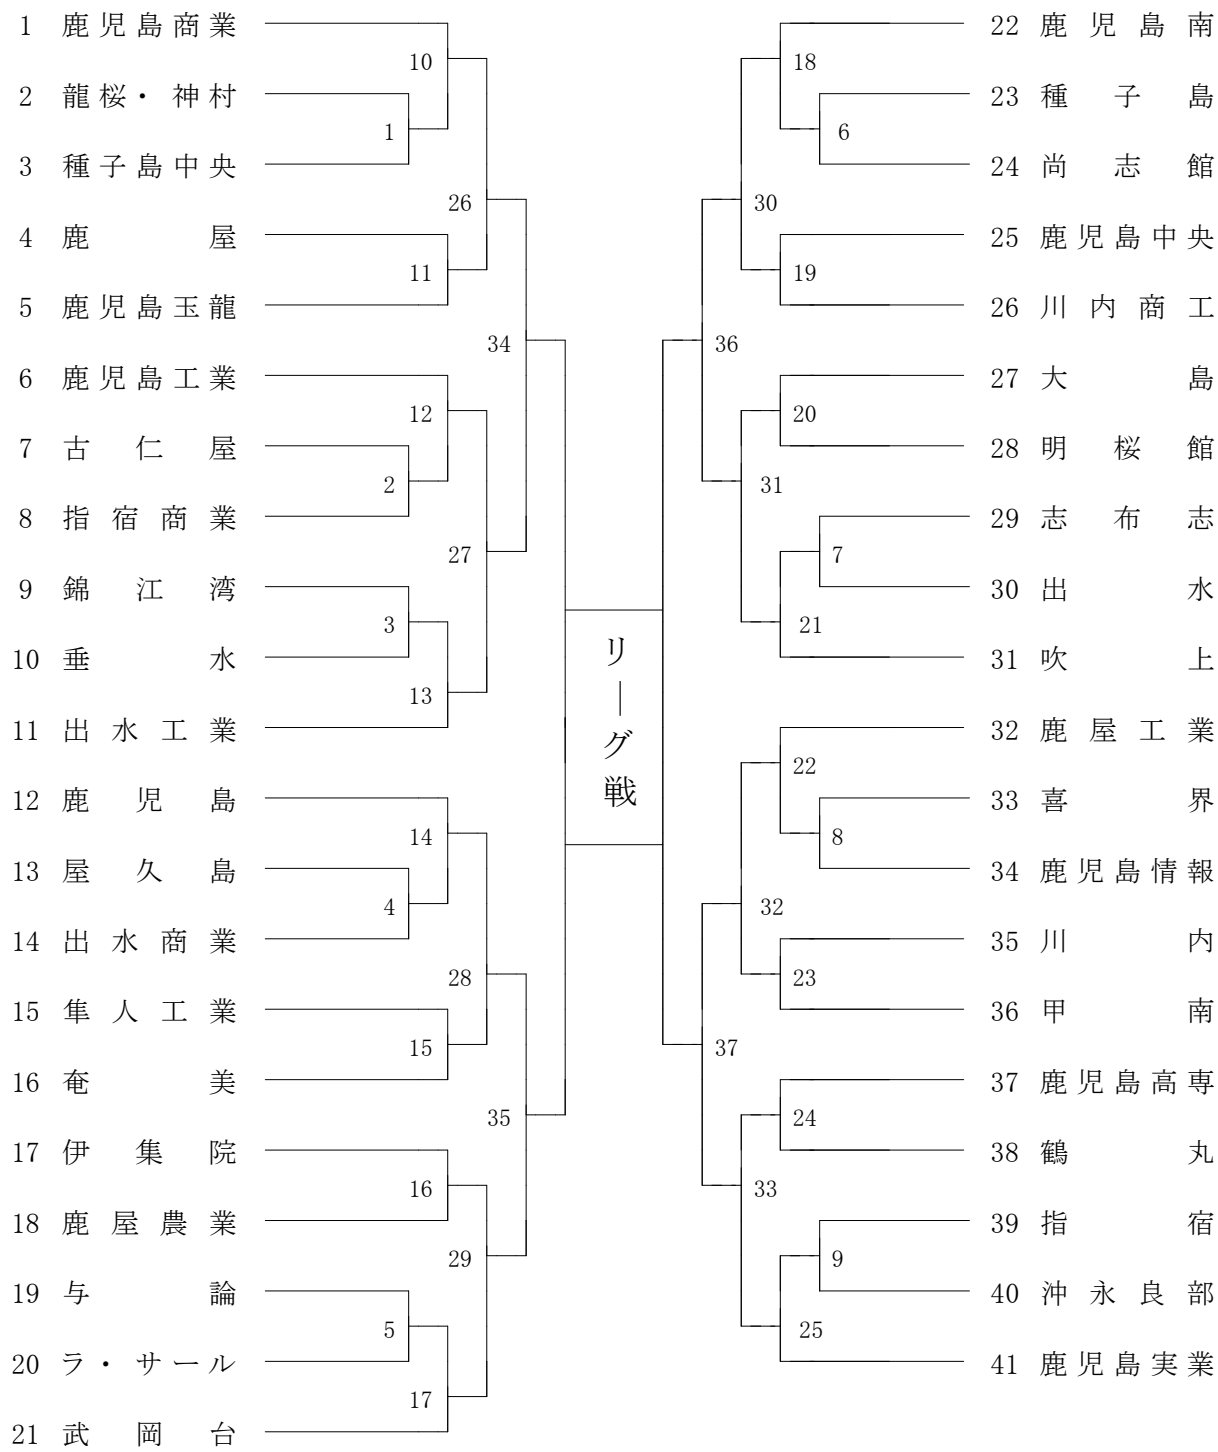 1 鹿児島商業
2 龍桜・神村
3 種子島中央
4 鹿屋
5 鹿児島玉龍
6 鹿児島工業
7 古仁屋
8 指宿商業
9 錦江湾
10 垂水
11 出水工業
12 鹿児島
13 屋久島
14 出水商業
15 隼人工業
16 奄美
17 伊集院
18 鹿屋農業
19 与論
20 ラ・サール
21 武岡台
10
1
26
11
34
12
2
27
3
13
14
4
28
15
35
16
29
5
17
リーグ戦
18
6
30
19
36
20
31
7
21
22
8
32
23
37
24
33
9
25
22 鹿児島南
23 種子島
24 尚志館
25 鹿児島中央
26 川内商工
27 大島
28 明桜館
29 志布志
30 出水
31 吹上
32 鹿屋工業
33 喜界
34 鹿児島情報
35 川内
36 甲南
37 鹿児島高専
38 鶴丸
39 指宿
40 沖永良部
41 鹿児島実業